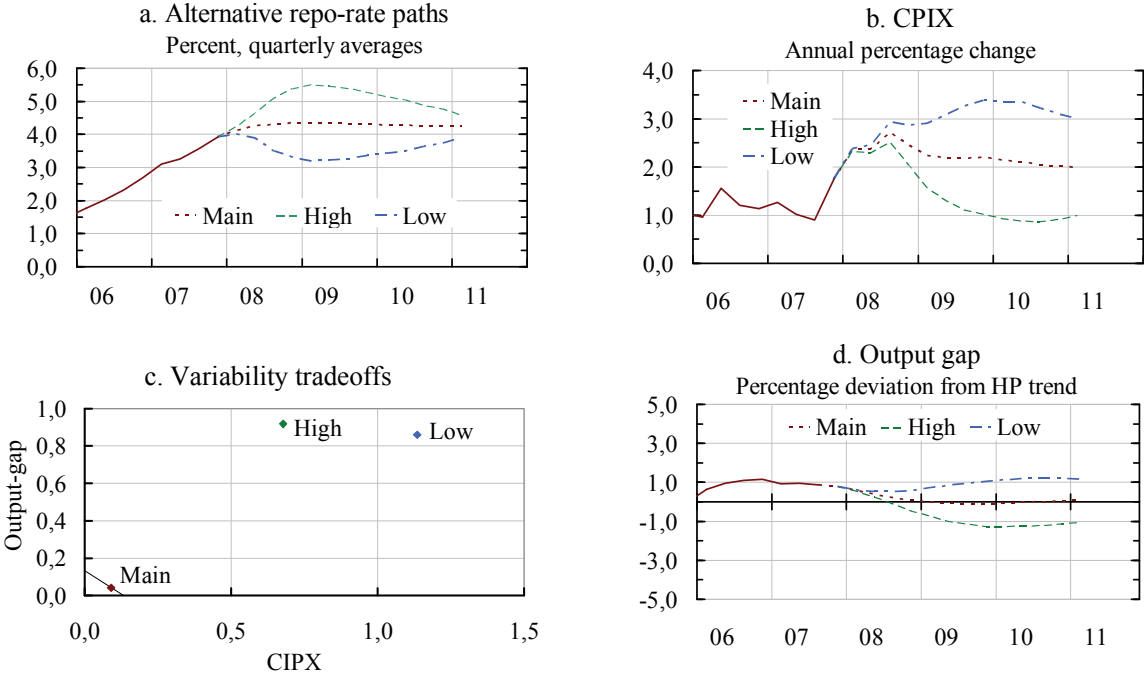 a. Alternative repo-rate paths
Percent, quarterly averages
6,0
5,0
4,0
3,0
2,0
1,0
0,0
Main High Low
06 07 08 09 10 11
b. CPIX
Annual percentage change
4,0
3,0
2,0
1,0
0,0
Main
High
Low
06 07 08 09 10 11
c. Variability tradeoffs
Output-gap
1,0
0,8
0,6
0,4
0,2
0,0
High
Low
Main
0,0 0,5 1,0 1,5
CIPX
d. Output gap
Percentage deviation from HP trend
5,0
3,0
1,0
-1,0
-3,0
-5,0
Main High Low
06 07 08 09 10 11